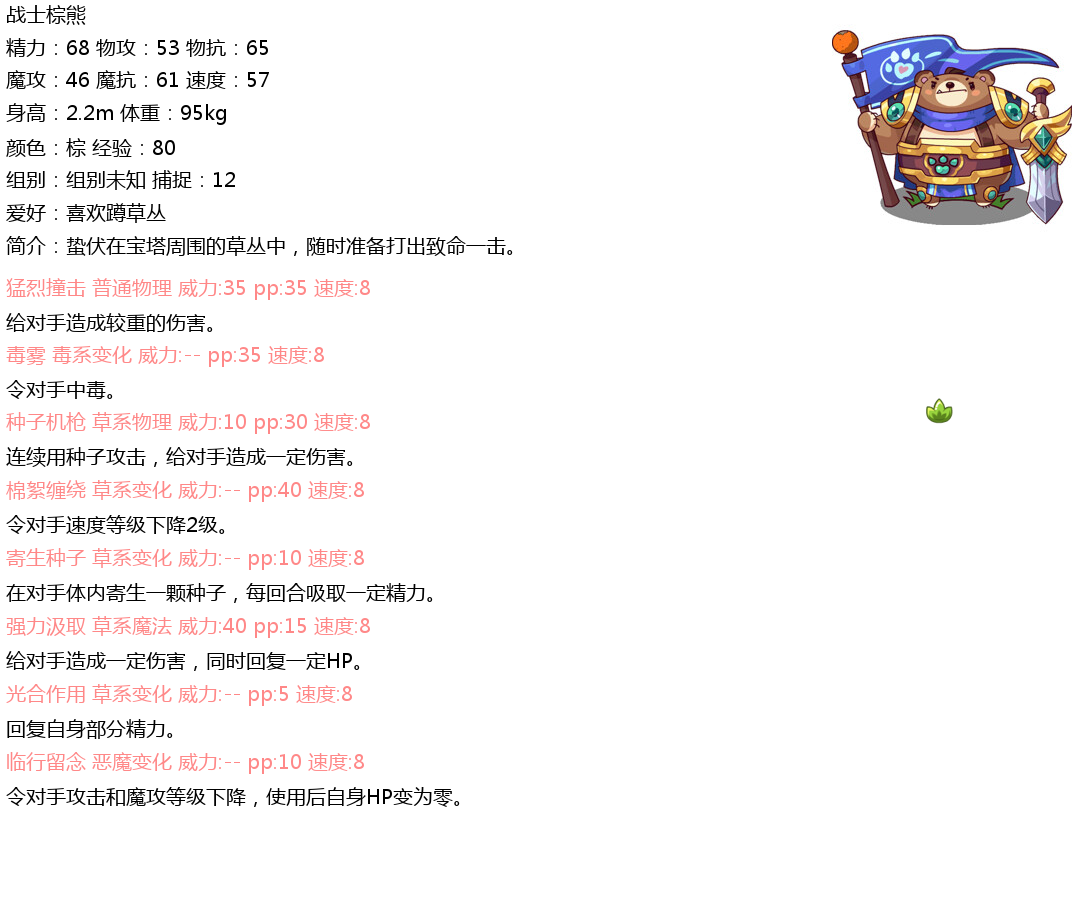 战士棕熊
精力：68 物攻：53 物抗：65
魔攻：46 魔抗：61 速度：57
身高：2.2m 体重：95kg
颜色：棕 经验：80
组别：组别未知 捕捉：12
爱好：喜欢蹲草丛
简介：蛰伏在宝塔周围的草丛中，随时准备打出致命一击。
猛烈撞击 普通物理 威力:35 pp:35 速度:8
给对手造成较重的伤害。
毒雾 毒系变化 威力:-- pp:35 速度:8
令对手中毒。
种子机枪 草系物理 威力:10 pp:30 速度:8
连续用种子攻击，给对手造成一定伤害。
棉絮缠绕 草系变化 威力:-- pp:40 速度:8
令对手速度等级下降2级。
寄生种子 草系变化 威力:-- pp:10 速度:8
在对手体内寄生一颗种子，每回合吸取一定精力。
强力汲取 草系魔法 威力:40 pp:15 速度:8
给对手造成一定伤害，同时回复一定HP。
光合作用 草系变化 威力:-- pp:5 速度:8
回复自身部分精力。
临行留念 恶魔变化 威力:-- pp:10 速度:8
令对手攻击和魔攻等级下降，使用后自身HP变为零。